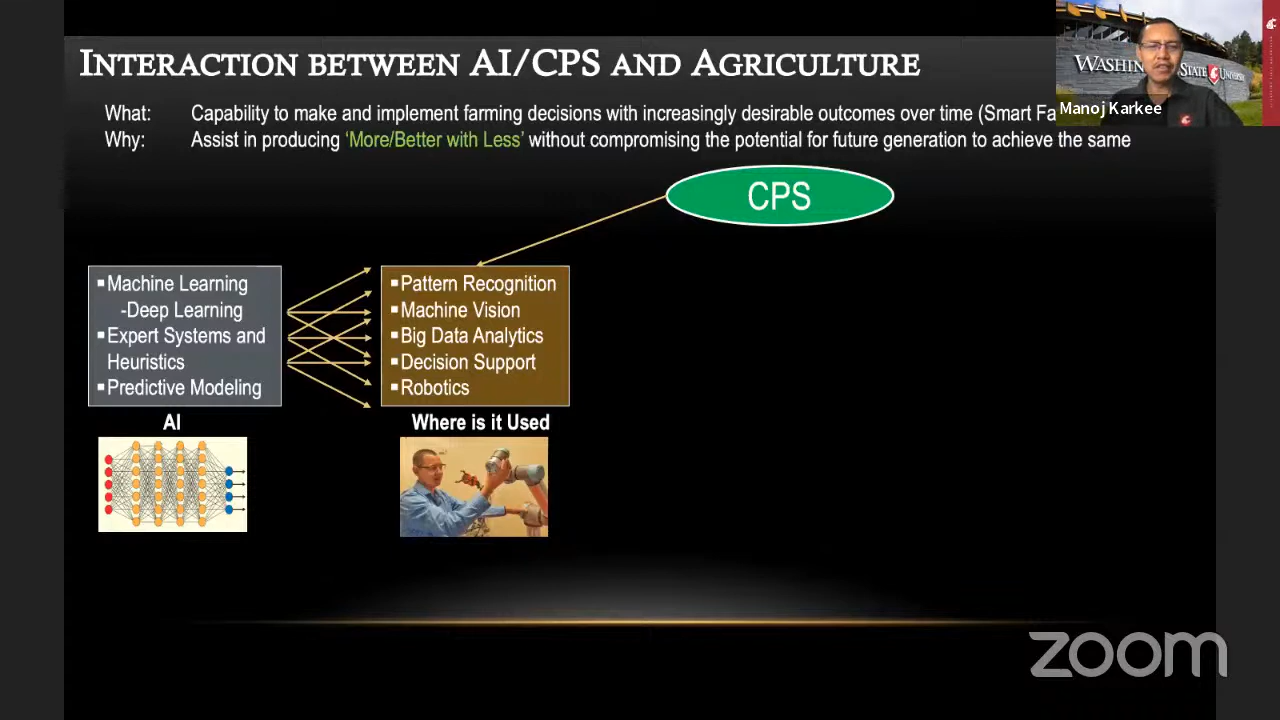 INTERACTION BETWEEN AI/CPS AND AGRICULTURE
What: Capability to make and implement farming decisions with increasingly desirable outcomes over time (Smart
Why: Assist in producing ‘More/Better with Less’ without compromising the potential for future generation to achieve the same
WASHINGTON STATE
Manoj Karkee
CPS
▪Machine Learning
-Deep Learning
▪Expert Systems and
Heuristics
▪Predictive Modeling
AI
▪Pattern Recognition
▪Machine Vision
▪Big Data Analytics
▪Decision Support
▪Robotics
Where is it Used
zoom